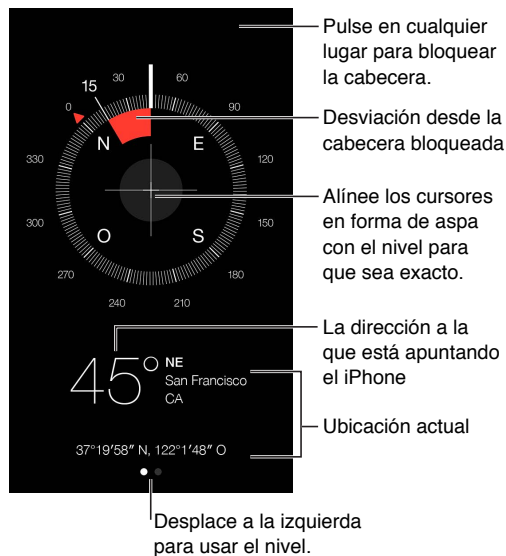 Pulse en cualquier
lugar para bloquear
la cabecera.
Desviación desde la
cabecera bloqueada
Alínee los cursores
en forma de aspa
con el nivel para
que sea exacto.
La dirección a la
que está apuntando
el iPhone
Ubicación actual
15
0
30
60
90
120
150
180
210
240
270
300
330
N
E
S
O
45° NE
San Francisco
CA
37°19′58″ N, 122°1′48″ O
Desplace a la izquierda
para usar el nivel.